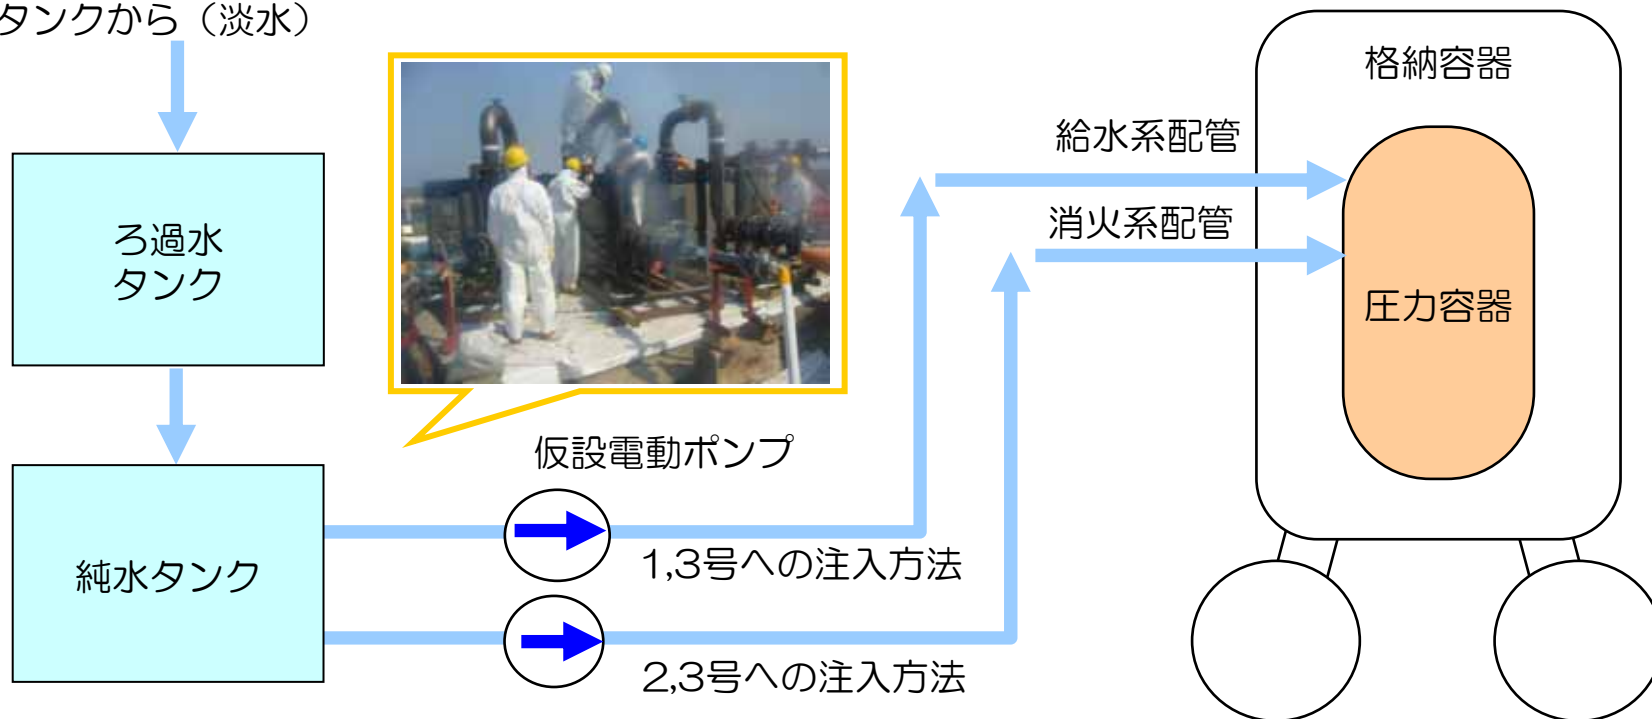 タンクから（淡水）
格納容器
給水系配管
消火系配管
ろ過水
タンク
圧力容器
仮設電動ポンプ
純水タンク
1,3号への注入方法
2,3号への注入方法